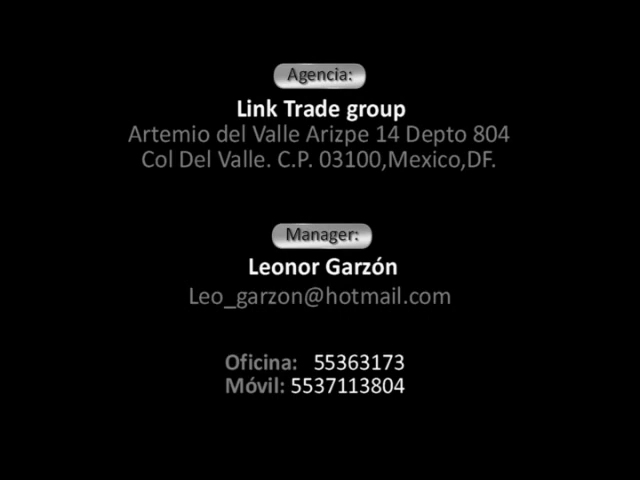 Agencia:
Link Trade group
Artemio del Valle Arizpe 14 Depto 804
Col Del Valle. C.P. 03100,Mexico,DF.
Manager:
Leonor Garzón
Leo_garzon@hotmail.com
Oficina: 55363173
Móvil: 5537113804